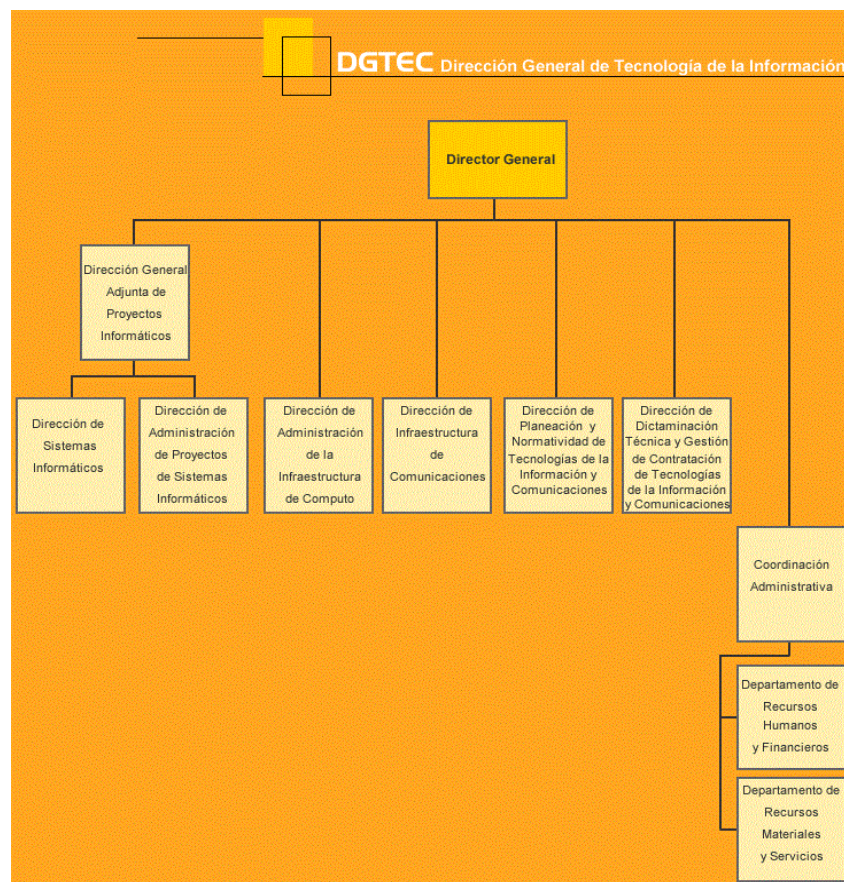 DGTEC Dirección General de Tecnología de la Información
Director General
Dirección General
Adjunta de
Proyectos
Informáticos
Dirección de
Sistemas
Informáticos
Dirección de
Administración
de Proyectos
de Sistemas
Informáticos
Dirección de
Administración
de la
Infraestructura
de Computo
Dirección de
Infraestructura
de
Comunicaciones
Dirección de
Planeación y
Normatividad de
Tecnologías de la
Información y
Comunicaciones
Dirección de
Dictaminación
Técnica y Gestión
de Contratación
de Tecnologías
de la Información
y Comunicaciones
Coordinación
Administrativa
Departamento de
Recursos
Humanos
y Financieros
Departamento de
Recursos
Materiales
y Servicios